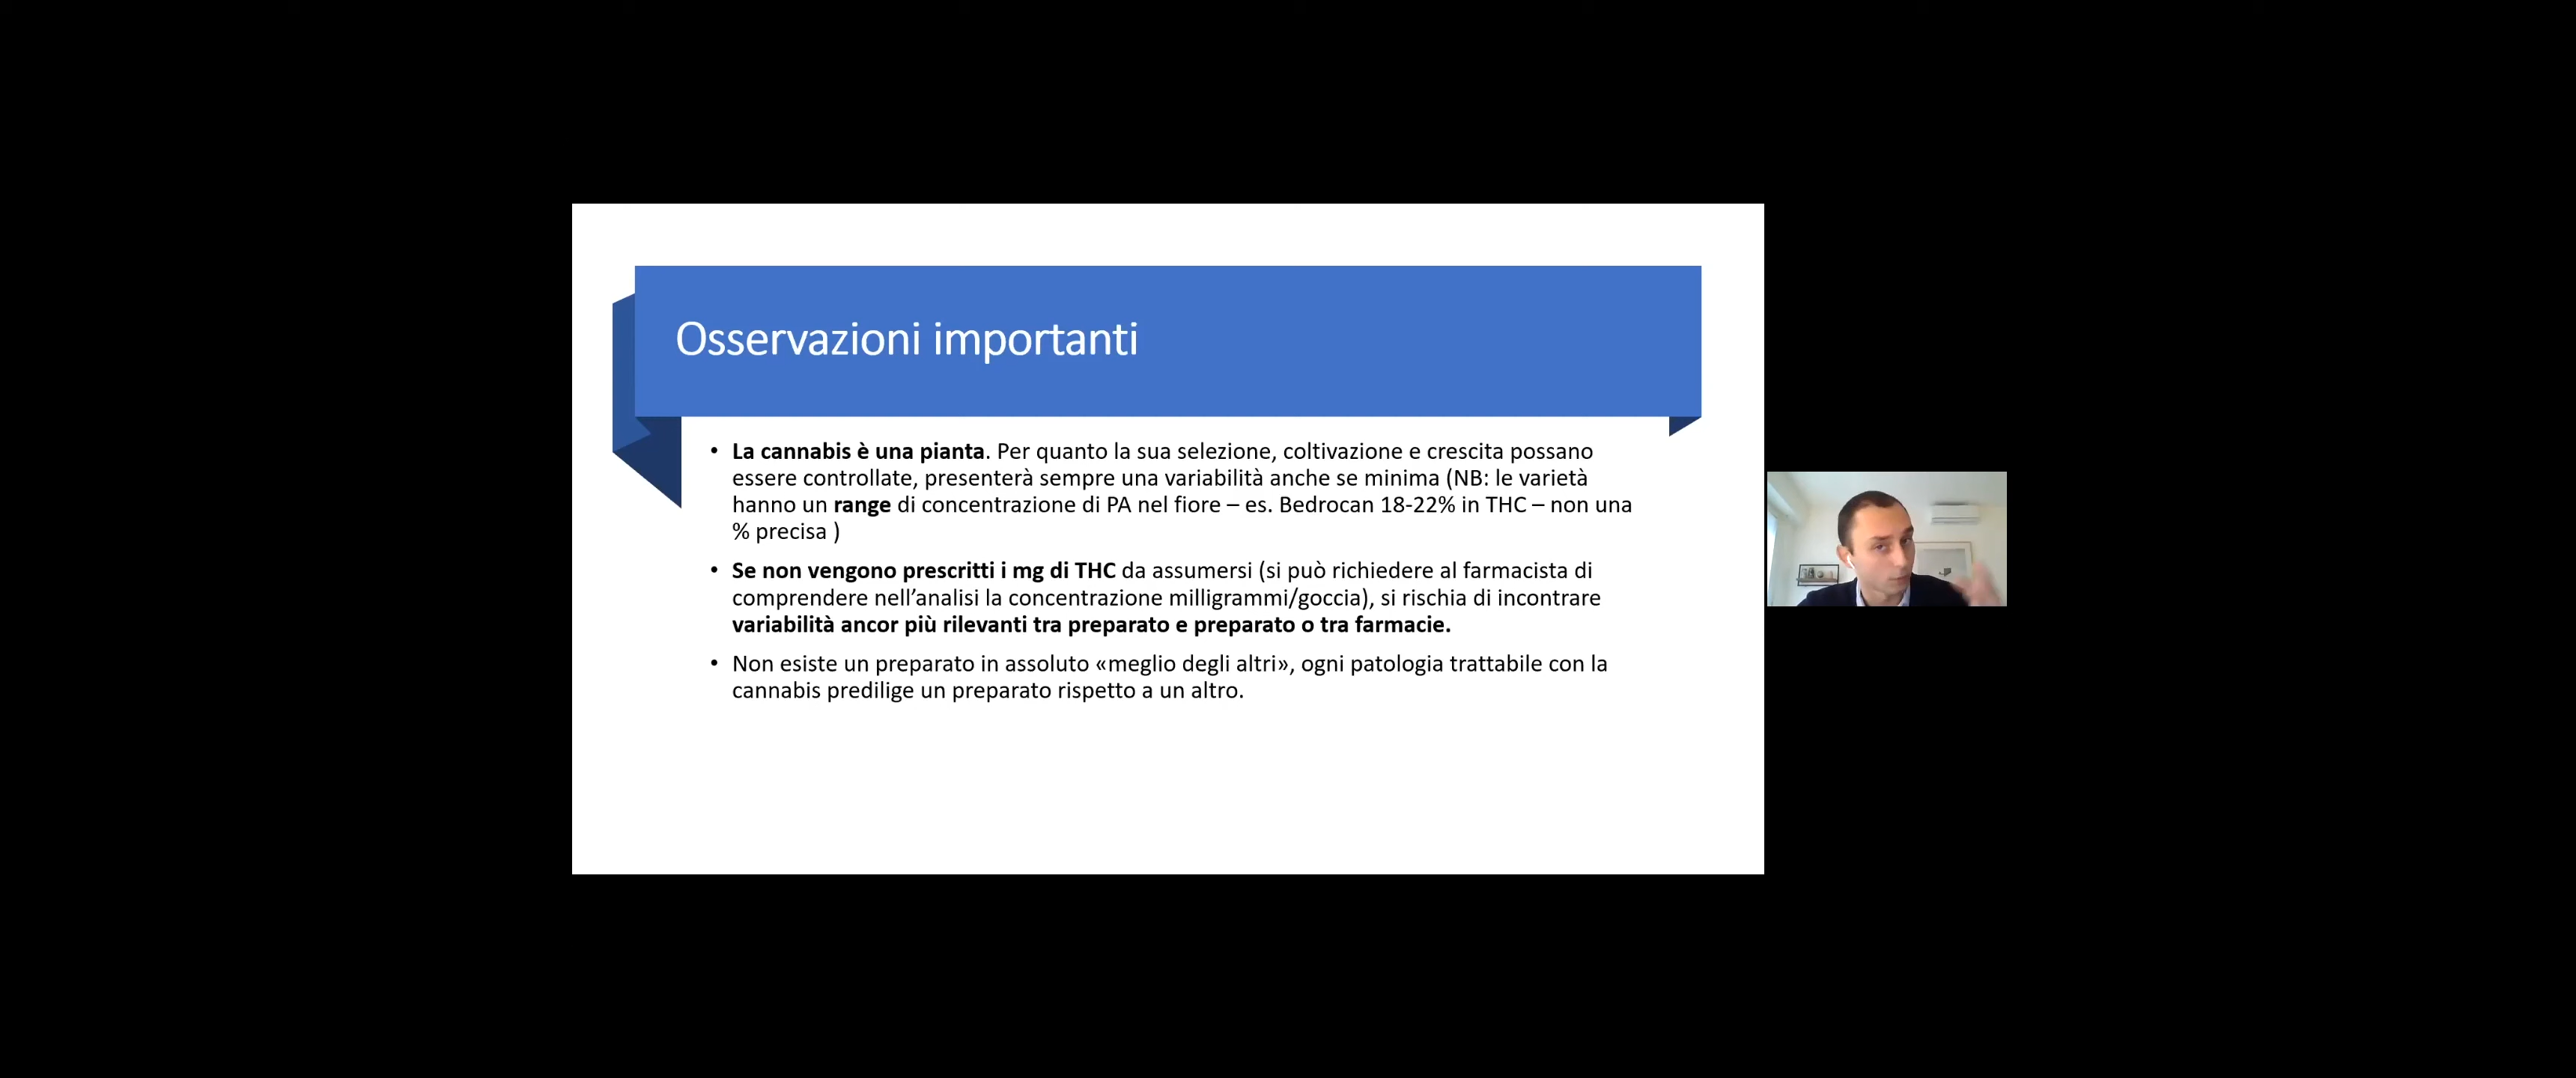 Osservazioni importanti
• La cannabis è una pianta. Per quanto la sua selezione, coltivazione e crescita possano
essere controllate, presenterà sempre una variabilità anche se minima (NB: le varietà
hanno un range di concentrazione di PA nel fiore – es. Bedrocan 18-22% in THC – non una
% precisa )
• Se non vengono prescritti i mg di THC da assumersi (si può richiedere al farmacista di
comprendere nell’analisi la concentrazione milligrammi/goccia), si rischia di incontrare
variabilità ancor più rilevanti tra preparato e preparato o tra farmacie.
• Non esiste un preparato in assoluto «meglio degli altri», ogni patologia trattabile con la
cannabis predilige un preparato rispetto a un altro.